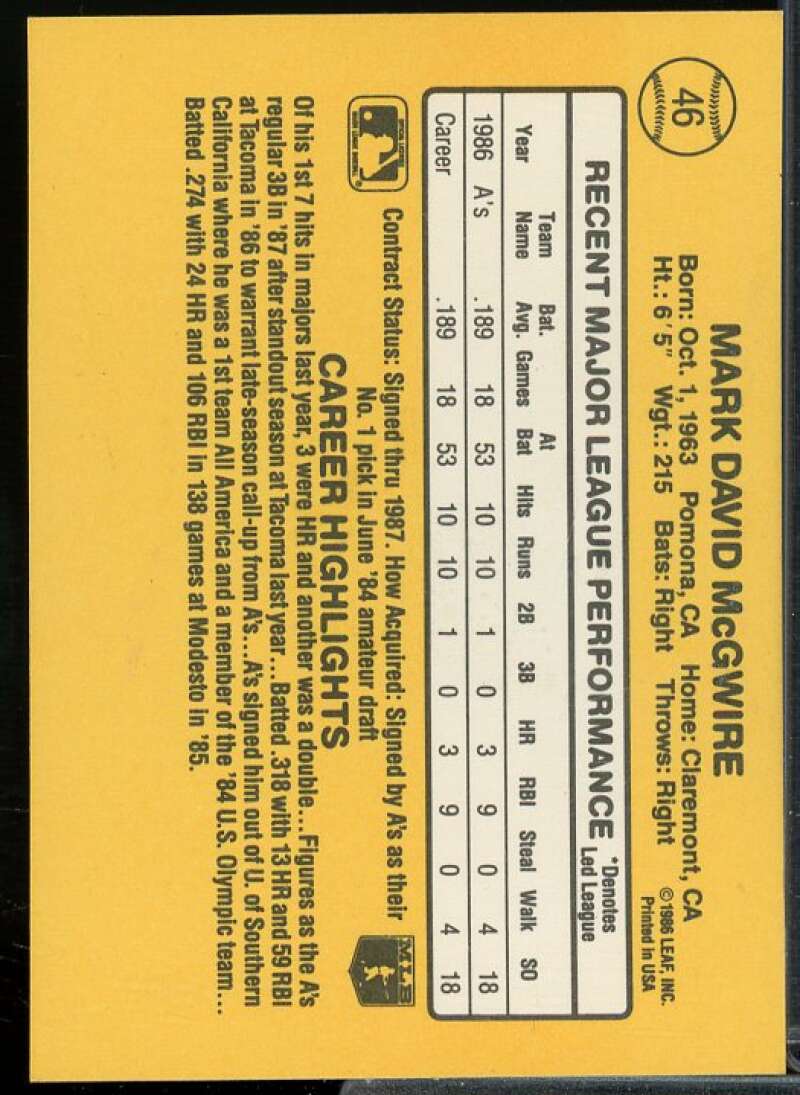 46
MARK DAVID McGWIRE
Born: Oct. 1, 1963 Pomona, CA Home: Claremont, CA
Ht.: 6'5" Wgt.: 215 Bats: Right Throws: Right
©1986 LEAF, INC.
Printed in USA
RECENT MAJOR LEAGUE PERFORMANCE
*Denotes
Led League
Year Team Name Bat. Avg. Games At Bat Hits Runs 2B 3B HR RBI Steal Walk SO
1986 A's .189 18 53 10 10 1 0 3 9 0 4 18
Career .189 18 53 10 10 1 0 3 9 0 4 18
Contract Status: Signed thru 1987. How Acquired: Signed by A's as their
No. 1 pick in June '84 amateur draft
MLB
CAREER HIGHLIGHTS
Of his 1st 7 hits in majors last year, 3 were HR and another was a double...Figures as the A's
regular 3B in '87 after standout season at Tacoma last year...Batted .318 with 13 HR and 59 RBI
at Tacoma in '86 to warrant late-season call-up from A's...A's signed him out of U. of Southern
California where he was a 1st team All America and a member of the '84 U.S. Olympic team...
Batted .274 with 24 HR and 106 RBI in 138 games at Modesto in '85.